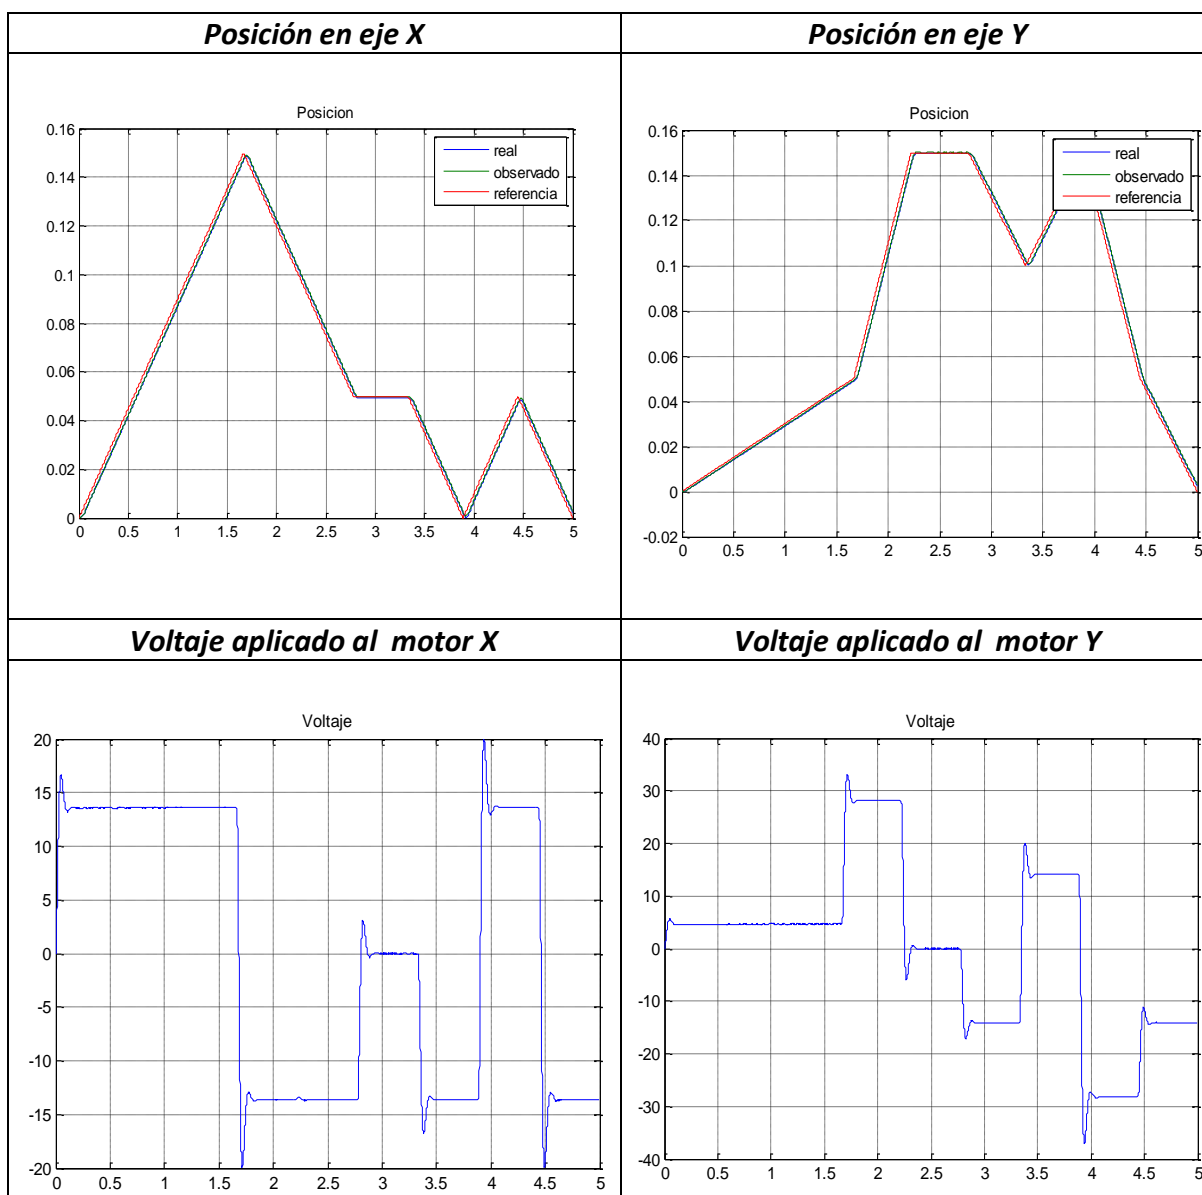 Posición en eje X
Posición en eje Y
Posicion
0.16
0.14
0.12
0.1
0.08
0.06
0.04
0.02
0
0 0.5 1 1.5 2 2.5 3 3.5 4 4.5 5
real
observado
referencia
Posicion
0.16
0.14
0.12
0.1
0.08
0.06
0.04
0.02
0
-0.02
0 0.5 1 1.5 2 2.5 3 3.5 4 4.5 5
real
observado
referencia
Voltaje aplicado al motor X
Voltaje aplicado al motor Y
Voltaje
20
15
10
5
0
-5
-10
-15
-20
0 0.5 1 1.5 2 2.5 3 3.5 4 4.5 5
Voltaje
40
30
20
10
0
-10
-20
-30
-40
0 0.5 1 1.5 2 2.5 3 3.5 4 4.5 5